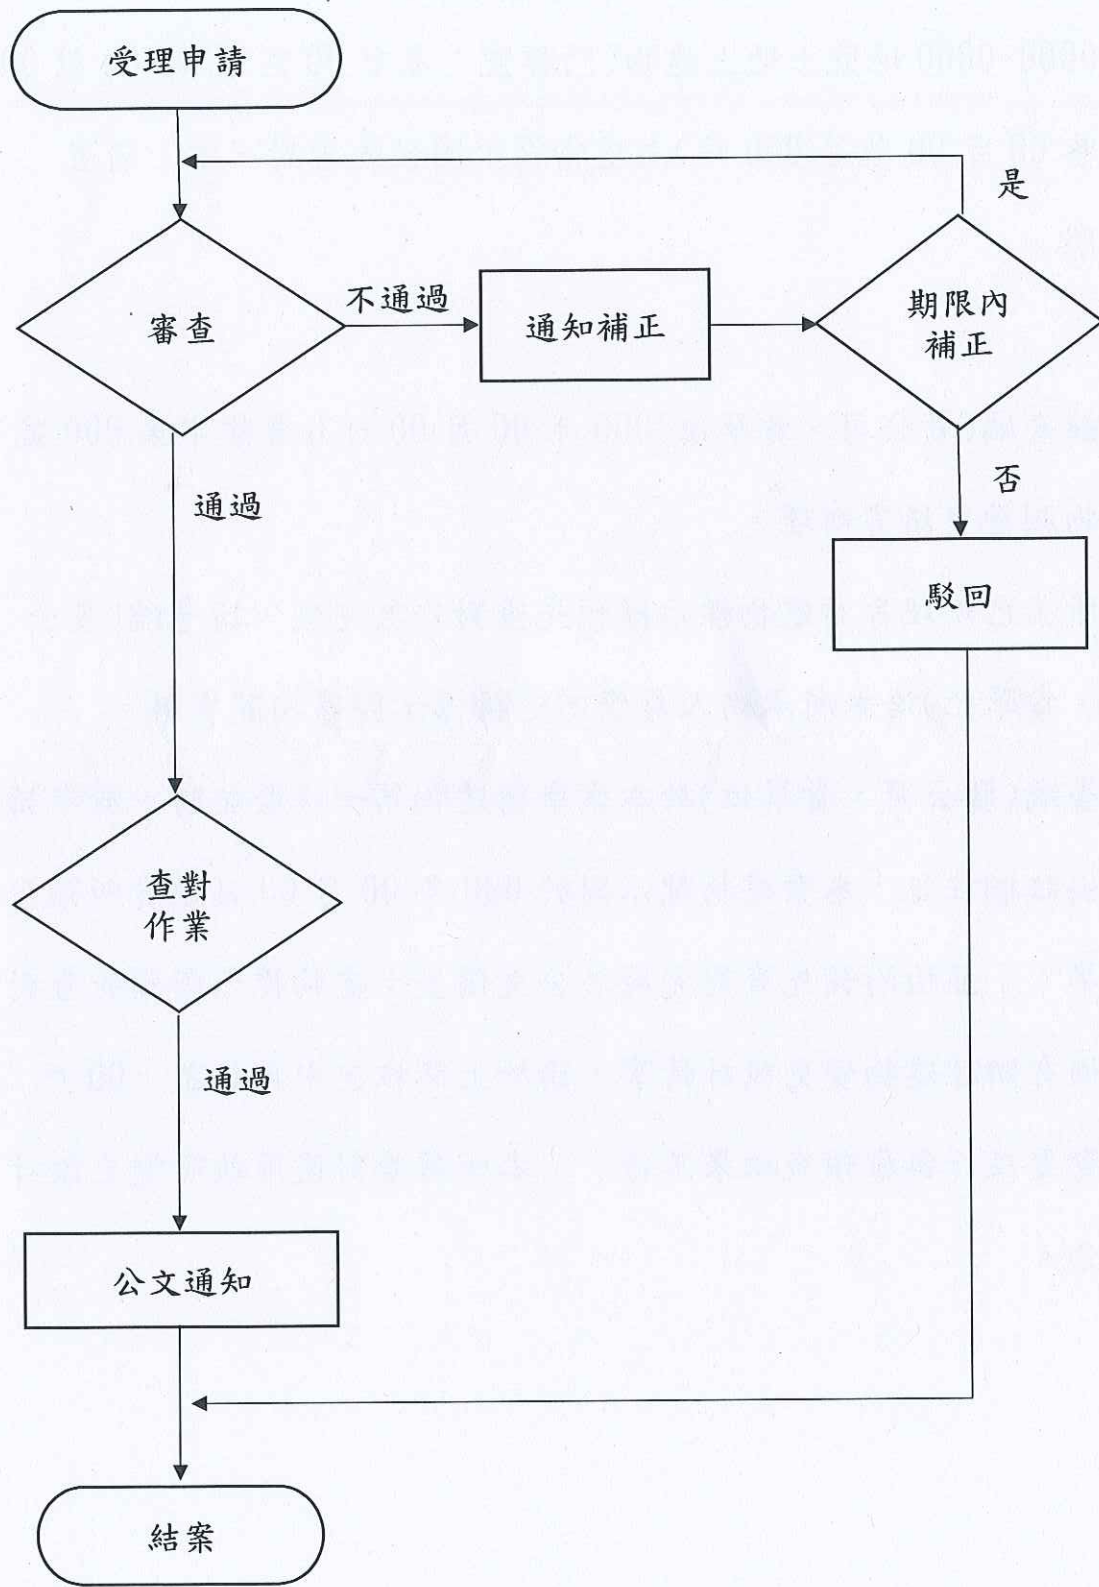 受理申請
是
審查
不通過
通知補正
期限內
補正
通過
否
駁回
查對
作業
通過
公文通知
結案